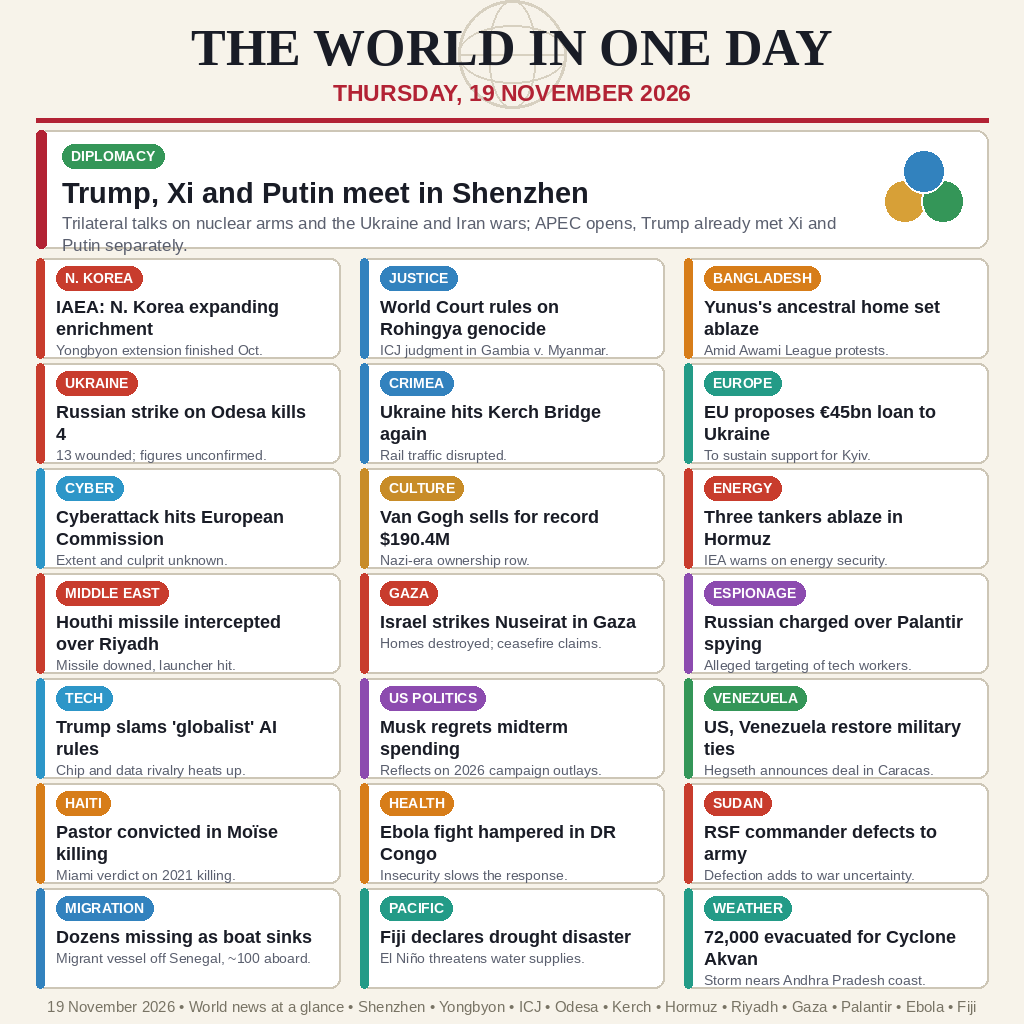 THE WORLD IN ONE DAY
THURSDAY, 19 NOVEMBER 2026
DIPLOMACY
Trump, Xi and Putin meet in Shenzhen
Trilateral talks on nuclear arms and the Ukraine and Iran wars; APEC opens, Trump already met Xi and
Putin separately.
N. KOREA
IAEA: N. Korea expanding
enrichment
Yongbyon extension finished Oct.
JUSTICE
World Court rules on
Rohingya genocide
ICJ judgment in Gambia v. Myanmar.
BANGLADESH
Yunus's ancestral home set
ablaze
Amid Awami League protests.
UKRAINE
Russian strike on Odesa kills
4
13 wounded; figures unconfirmed.
CRIMEA
Ukraine hits Kerch Bridge
again
Rail traffic disrupted.
EUROPE
EU proposes €45bn loan to
Ukraine
To sustain support for Kyiv.
CYBER
Cyberattack hits European
Commission
Extent and culprit unknown.
CULTURE
Van Gogh sells for record
$190.4M
Nazi-era ownership row.
ENERGY
Three tankers ablaze in
Hormuz
IEA warns on energy security.
MIDDLE EAST
Houthi missile intercepted
over Riyadh
Missile downed, launcher hit.
GAZA
Israel strikes Nuseirat in Gaza
Homes destroyed; ceasefire claims.
ESPIONAGE
Russian charged over Palantir
spying
Alleged targeting of tech workers.
TECH
Trump slams 'globalist' AI
rules
Chip and data rivalry heats up.
US POLITICS
Musk regrets midterm
spending
Reflects on 2026 campaign outlays.
VENEZUELA
US, Venezuela restore military
ties
Hegseth announces deal in Caracas.
HAITI
Pastor convicted in Moïse
killing
Miami verdict on 2021 killing.
HEALTH
Ebola fight hampered in DR
Congo
Insecurity slows the response.
SUDAN
RSF commander defects to
army
Defection adds to war uncertainty.
MIGRATION
Dozens missing as boat sinks
Migrant vessel off Senegal, ~100 aboard.
PACIFIC
Fiji declares drought disaster
El Niño threatens water supplies.
WEATHER
72,000 evacuated for Cyclone
Akvan
Storm nears Andhra Pradesh coast.
19 November 2026 • World news at a glance • Shenzhen • Yongbyon • ICJ • Odesa • Kerch • Hormuz • Riyadh • Gaza • Palantir • Ebola • Fiji